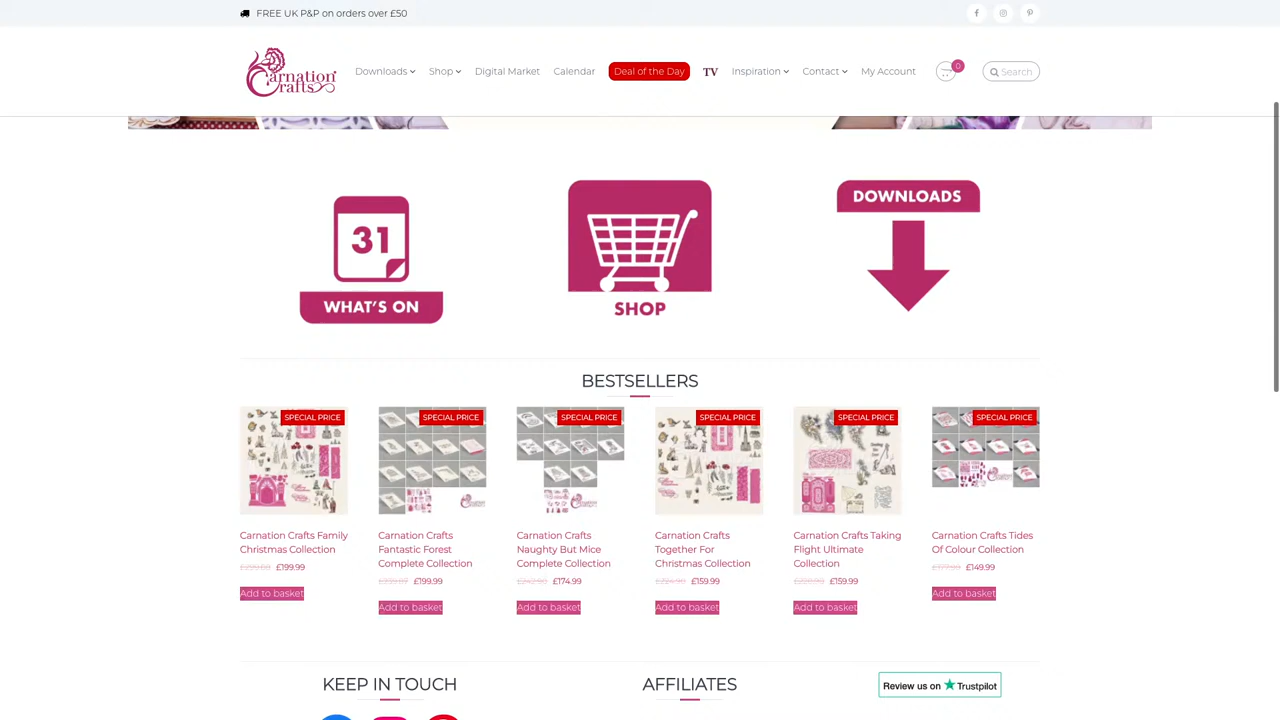 FREE UK P&P on orders over £50
Carnation Crafts
Downloads Shop Digital Market Calendar Deal of the Day TV Inspiration Contact My Account 0 Search
31
WHAT'S ON
SHOP
DOWNLOADS
BESTSELLERS
SPECIAL PRICE SPECIAL PRICE SPECIAL PRICE SPECIAL PRICE SPECIAL PRICE SPECIAL PRICE
Carnation Crafts Family
Christmas Collection
£199.99
Add to basket
Carnation Crafts
Fantastic Forest
Complete Collection
£199.99
Add to basket
Carnation Crafts
Naughty But Mice
Complete Collection
£174.99
Add to basket
Carnation Crafts
Together For
Christmas Collection
£159.99
Add to basket
Carnation Crafts Taking
Flight Ultimate
Collection
£159.99
Add to basket
Carnation Crafts Tides
Of Colour Collection
£149.99
Add to basket
KEEP IN TOUCH
AFFILIATES
Review us on Trustpilot